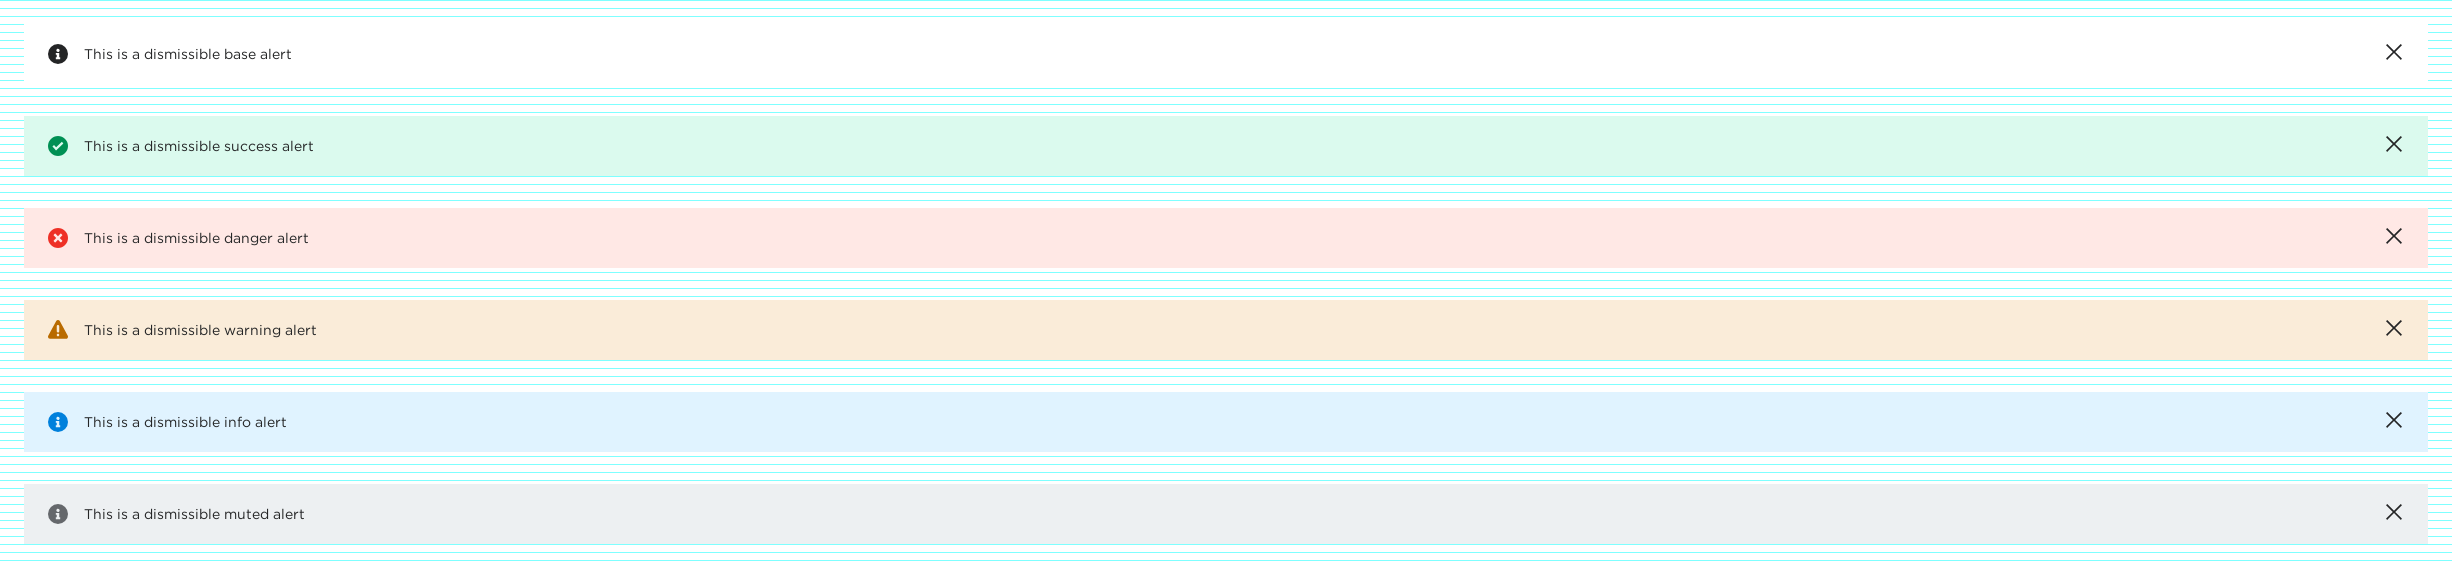 This is a dismissible base alert
This is a dismissible success alert
This is a dismissible danger alert
This is a dismissible warning alert
This is a dismissible info alert
This is a dismissible muted alert